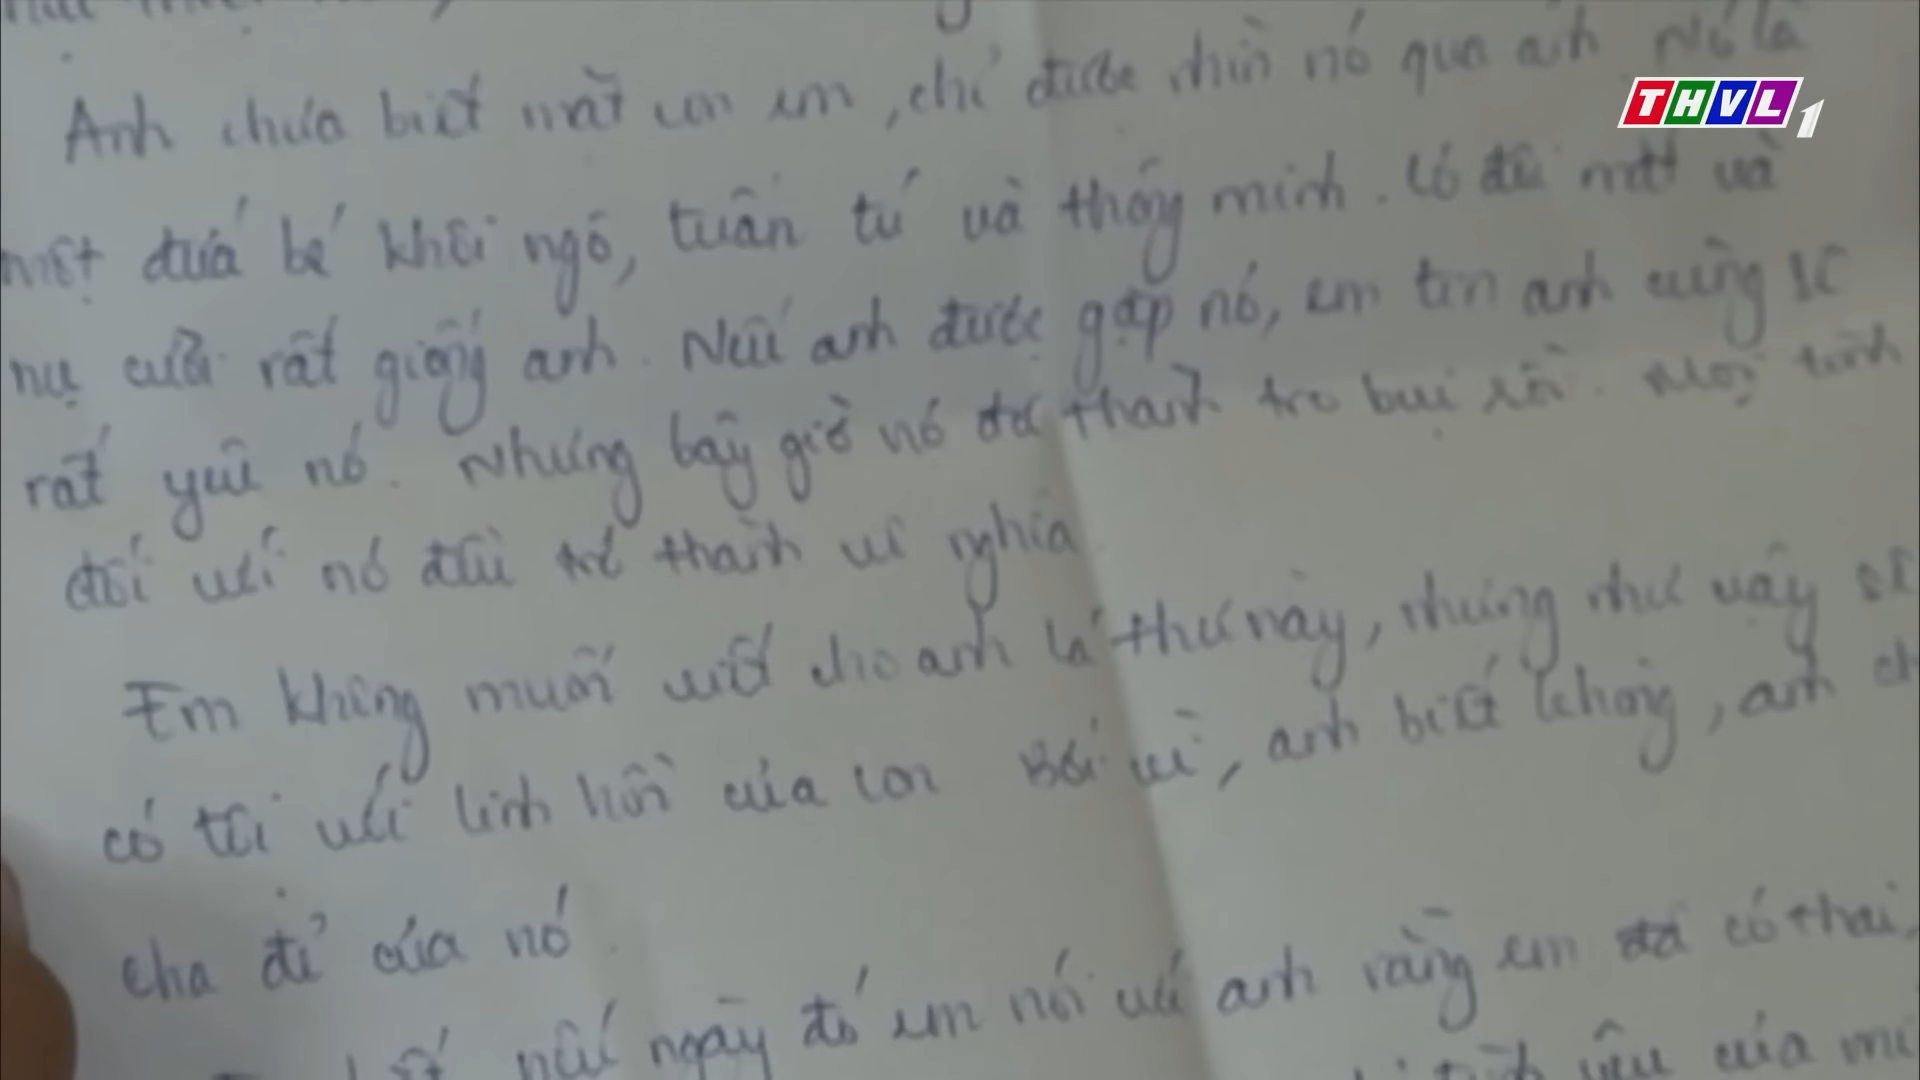 THVL1
Anh chưa biết mặt con em, chỉ được nhìn nó qua ảnh. Nó là
một đứa bé khôi ngô, tuấn tú và thông minh. Có đôi mắt và
nụ cười rất giống anh. Nếu anh được gặp nó, em tin anh cũng sẽ
rất yêu nó. Nhưng bây giờ nó đã thành tro bụi rồi. Mọi tình
đối với nó đều trở thành vô nghĩa
Em không muốn viết cho anh lá thư này, nhưng như vậy sẽ
có tội với linh hồn của con. Bởi vì, anh biết không, anh
cha đẻ của nó.
nếu ngày đó em nói với anh rằng em đã có thai,
tình yêu của